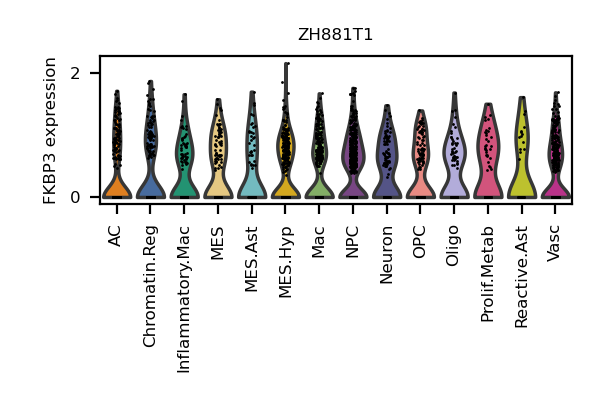 ZH881T1
FKBP3 expression
2
0
AC
Chromatin.Reg
Inflammatory.Mac
MES
MES.Ast
MES.Hyp
Mac
NPC
Neuron
OPC
Oligo
Prolif.Metab
Reactive.Ast
Vasc